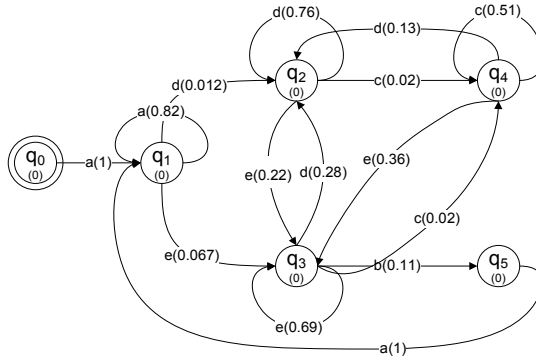 d(0.76)
c(0.51)
d(0.13)
q2
(0)
c(0.02)
q4
(0)
d(0.012)
a(0.82)
q0
(0)
a(1)
q1
(0)
e(0.22)
d(0.28)
e(0.36)
c(0.02)
e(0.067)
q3
(0)
b(0.11)
q5
(0)
e(0.69)
a(1)